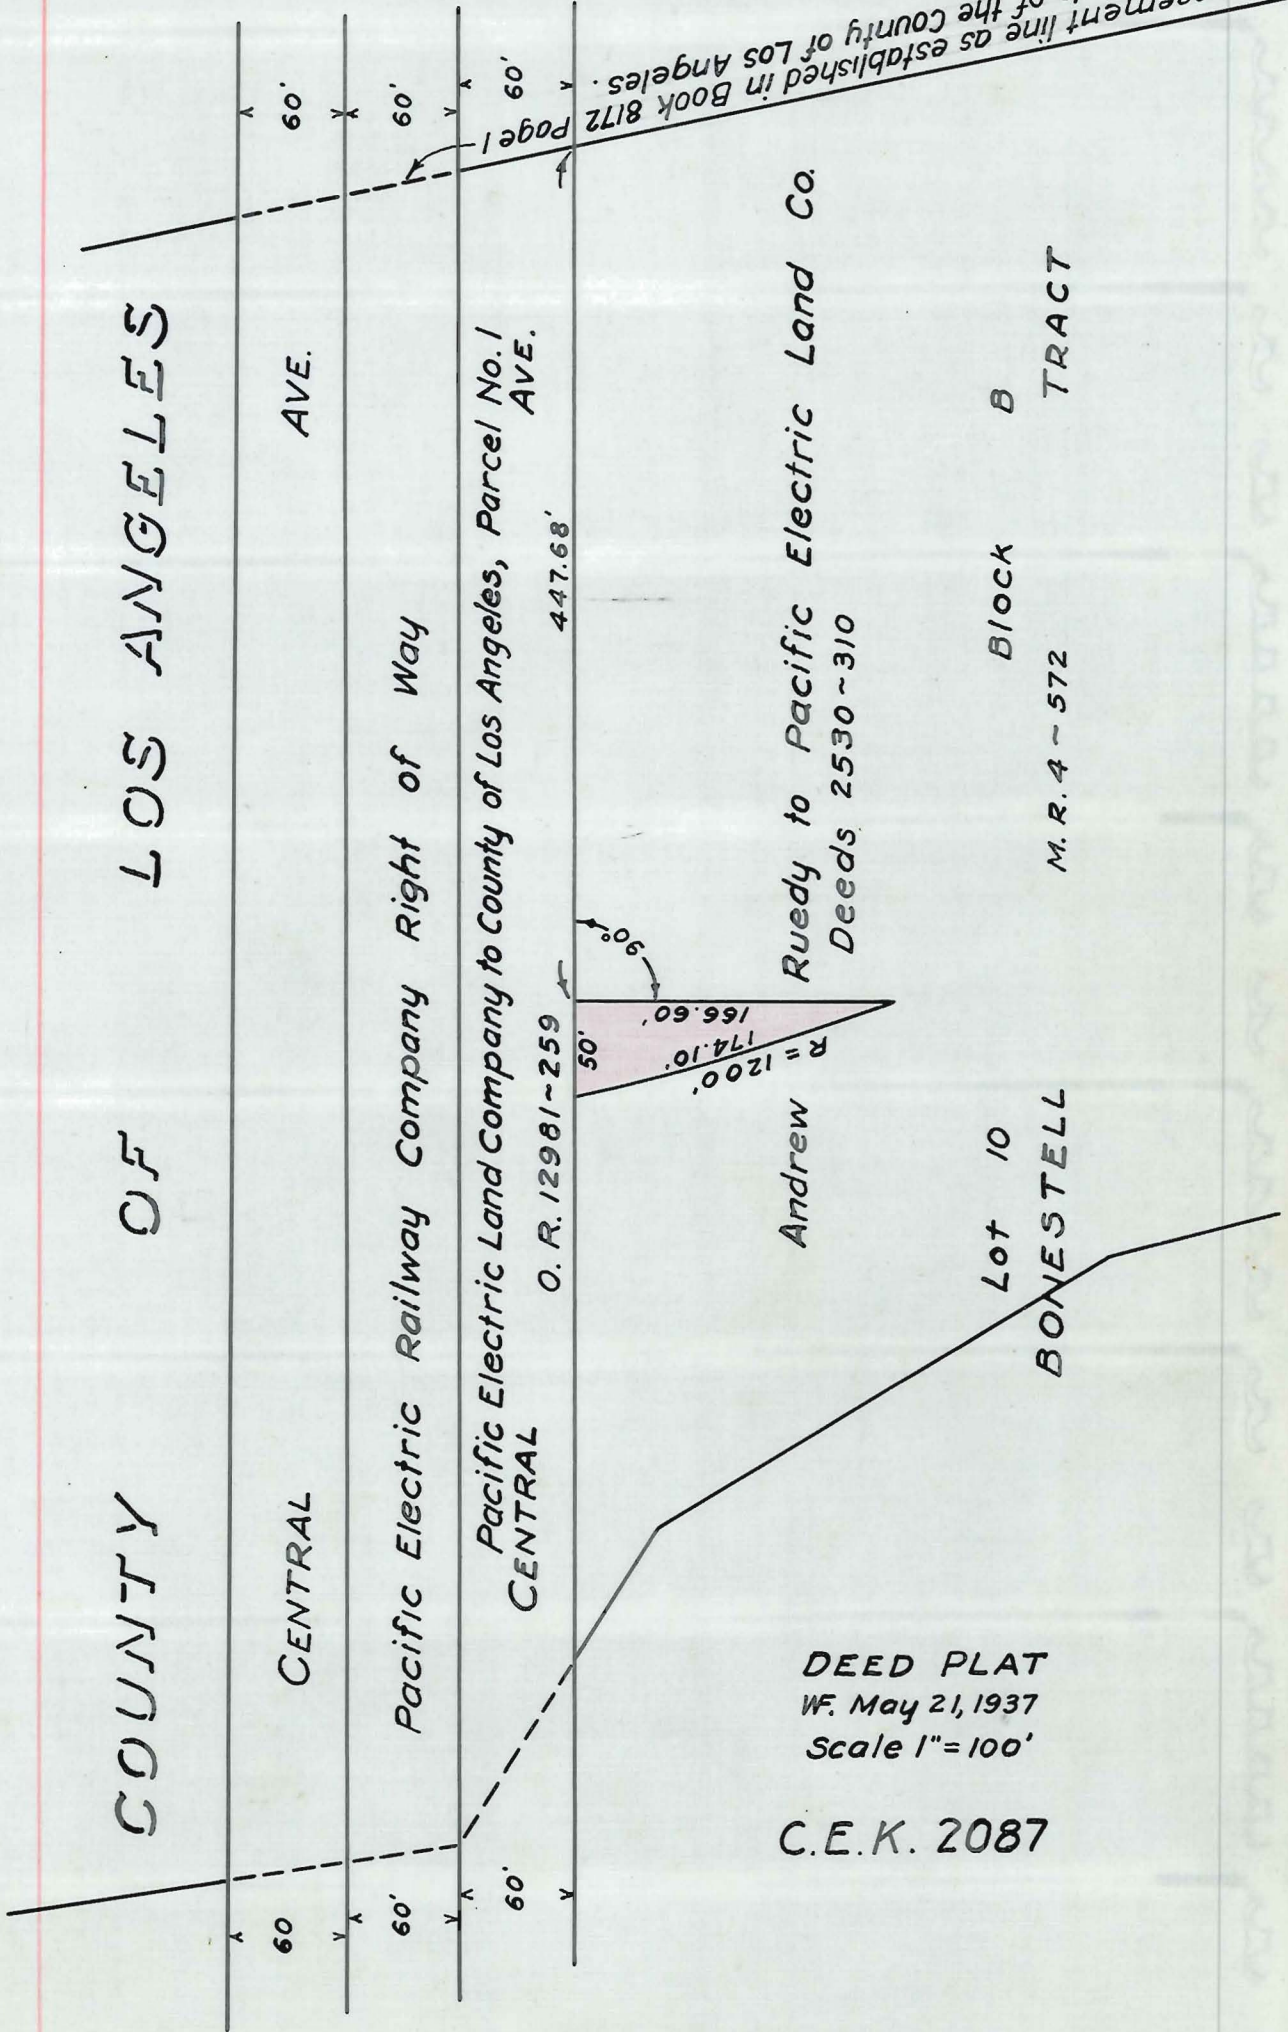 COUNTY OF LOS ANGELES
60' 60' 60'
CENTRAL AVE.
Pacific Electric Railway Company Right of Way
Pacific Electric Land Company to County of Los Angeles, Parcel No. 1
CENTRAL AVE.
O. R. 12981~259
447.68'
60 60' 60'
line as established in Book 8172 Page 1
of the County of Los Angeles.
50'
90°
166.60'
174.10'
R = 1200'
Andrew Ruedy to Pacific Electric Land Co.
Deeds 2530~310
Lot 10 Block B
BONESTELL TRACT
M. R. 4 ~ 572
DEED PLAT
WF. May 21, 1937
Scale 1"= 100'
C.E.K. 2087